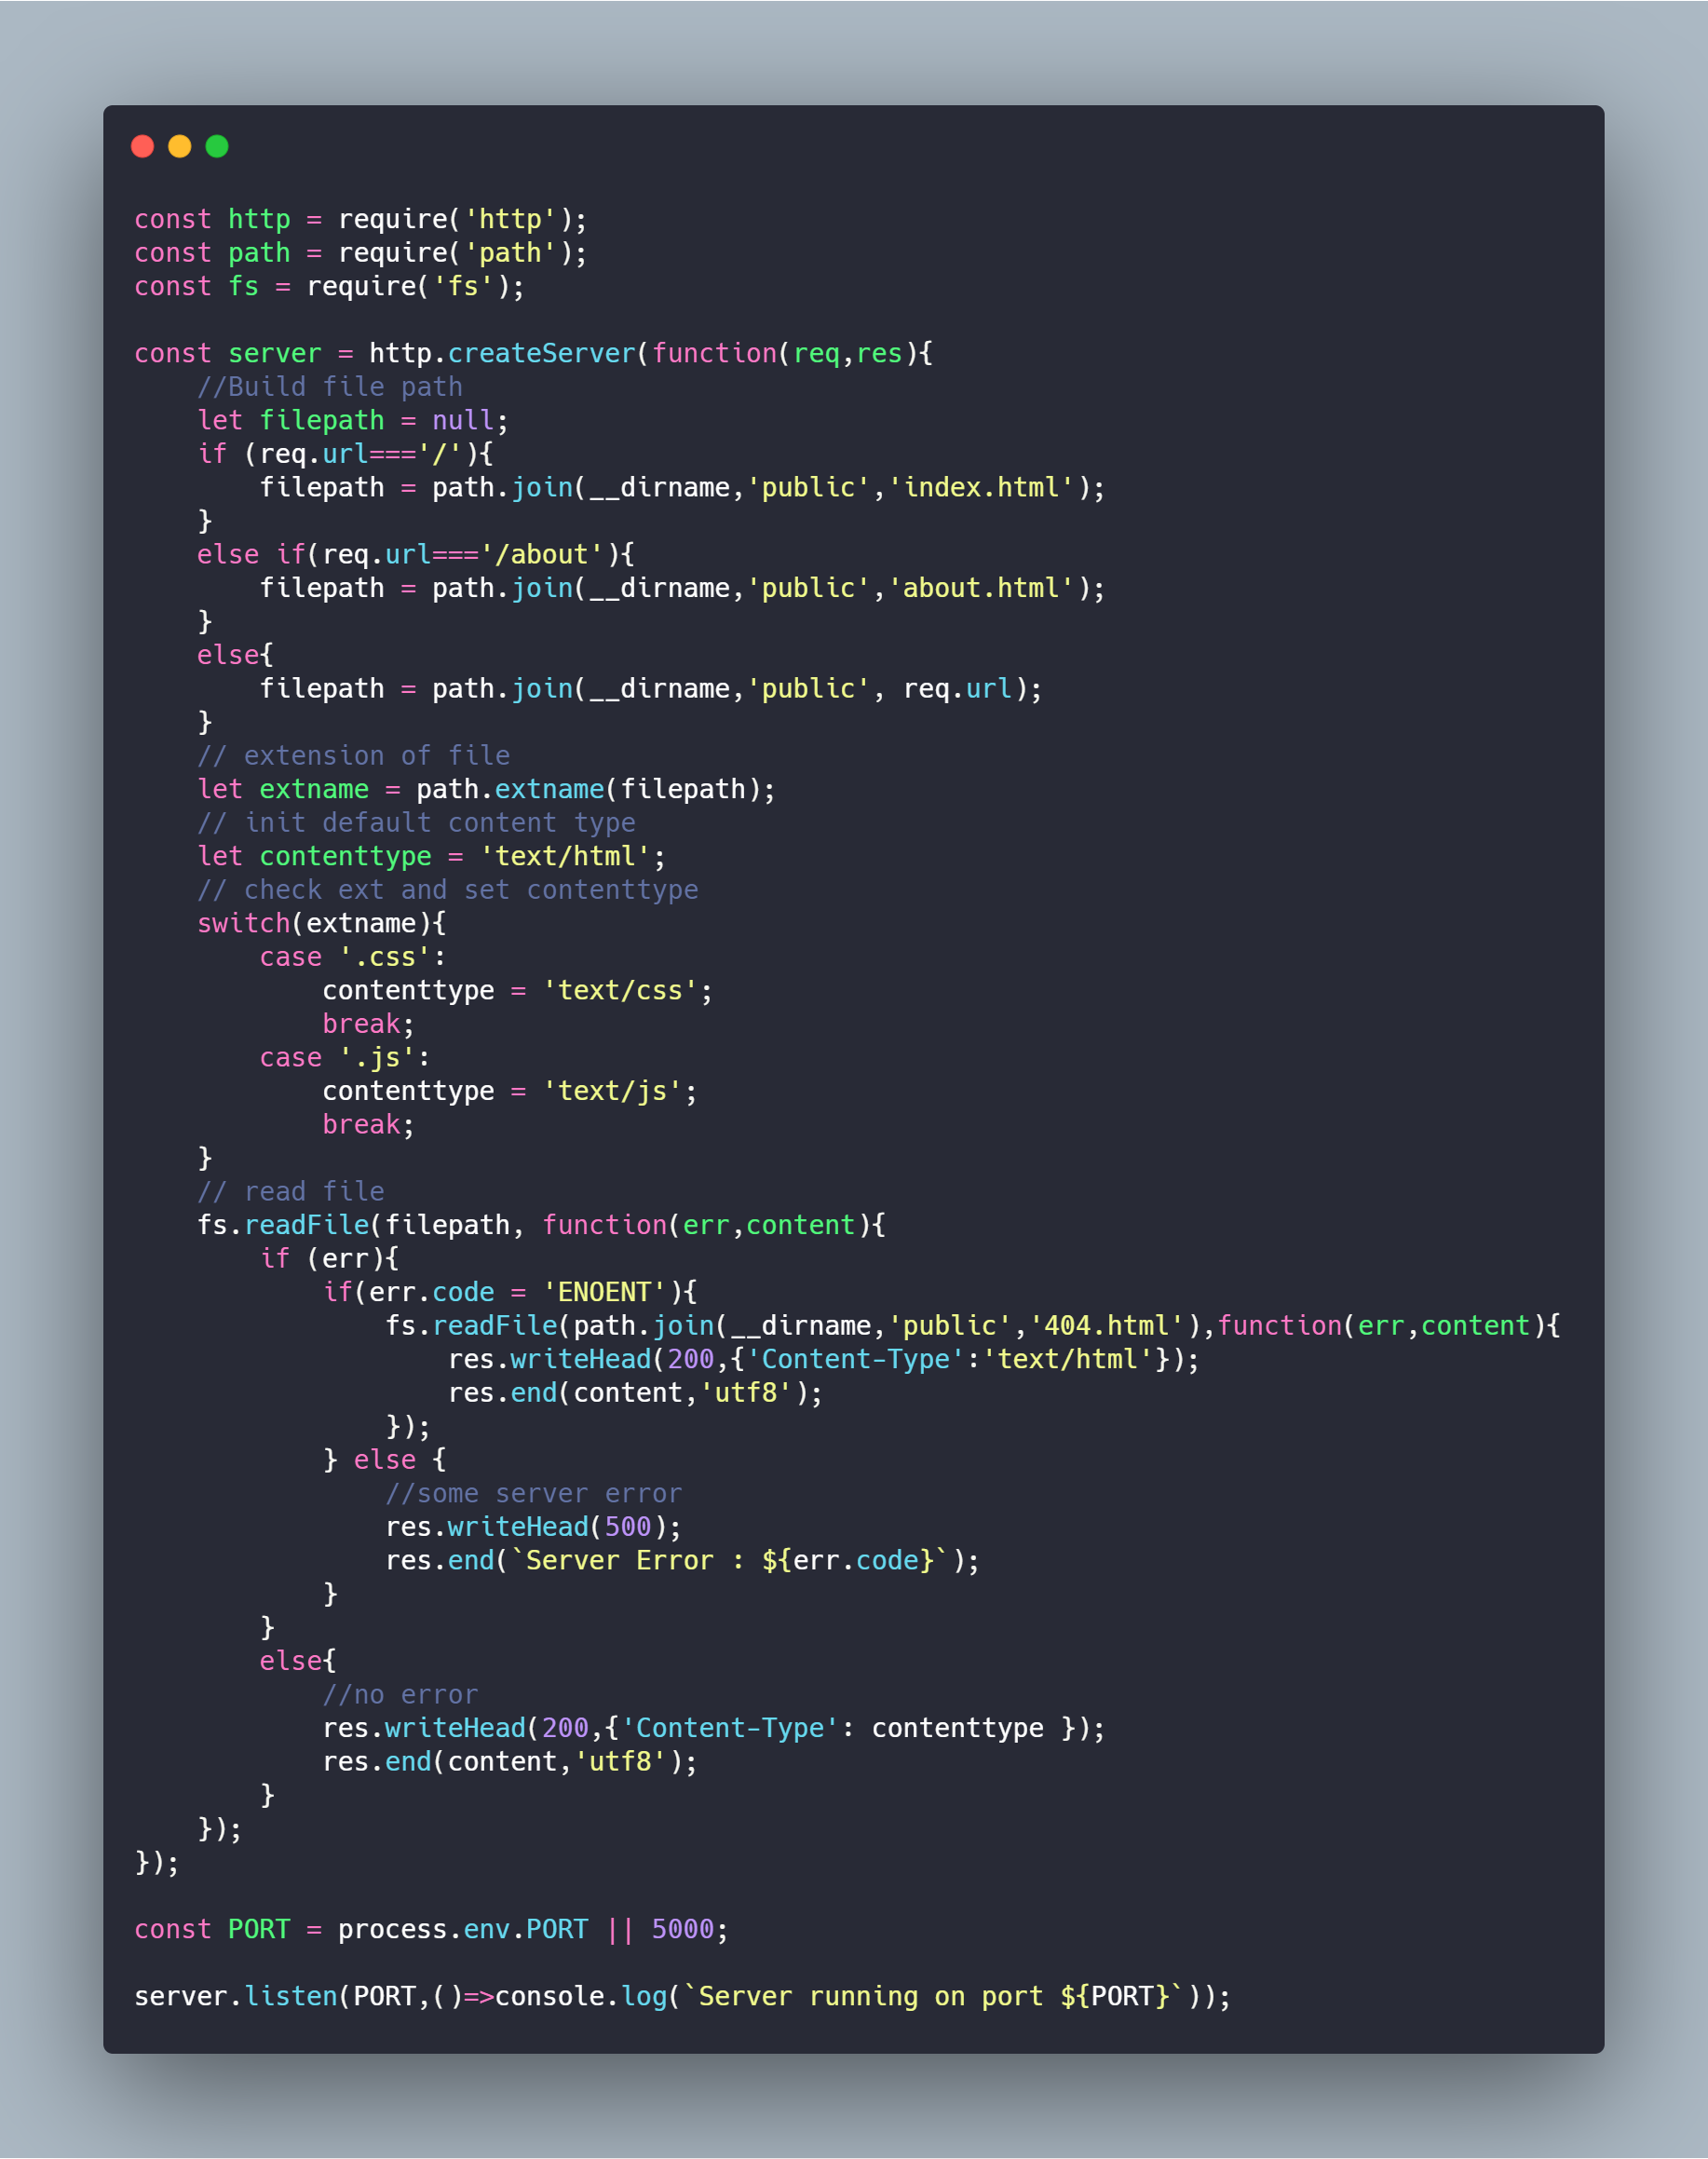 const http = require('http');
const path = require('path');
const fs = require('fs');

const server = http.createServer(function(req,res){
    //Build file path
    let filepath = null;
    if (req.url==='/'){
        filepath = path.join(__dirname,'public','index.html');
    }
    else if(req.url==='/about'){
        filepath = path.join(__dirname,'public','about.html');
    }
    else{
        filepath = path.join(__dirname,'public', req.url);
    }
    // extension of file
    let extname = path.extname(filepath);
    // init default content type
    let contenttype = 'text/html';
    // check ext and set contenttype
    switch(extname){
        case '.css':
            contenttype = 'text/css';
            break;
        case '.js':
            contenttype = 'text/js';
            break;
    }
    // read file
    fs.readFile(filepath, function(err,content){
        if (err){
            if(err.code = 'ENOENT'){
                fs.readFile(path.join(__dirname,'public','404.html'),function(err,content){
                    res.writeHead(200,{'Content-Type':'text/html'});
                    res.end(content,'utf8');
                });
            } else {
                //some server error
                res.writeHead(500);
                res.end(`Server Error : ${err.code}`);
            }
        }
        else{
            //no error
            res.writeHead(200,{'Content-Type': contenttype });
            res.end(content,'utf8');
        }
    });
});

const PORT = process.env.PORT || 5000;

server.listen(PORT,()=>console.log(`Server running on port ${PORT}`));